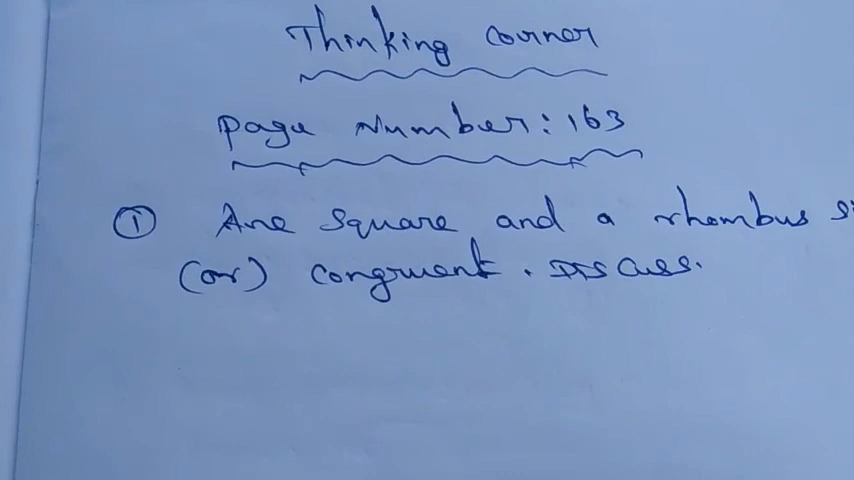 Thinking corner
page Number: 163
① Are square and a rhombus
(or) congruent. Discuss.